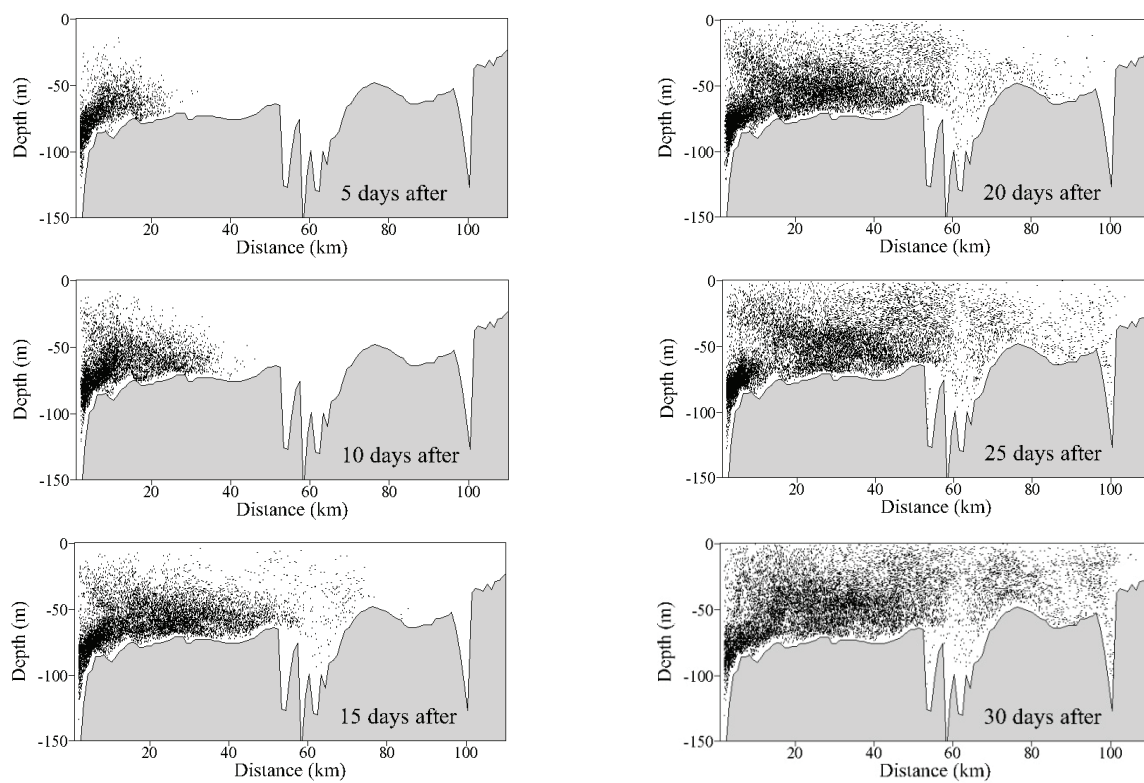 0
-50
-100
-150
Depth (m)
5 days after
20 40 60 80 100
Distance (km)
0
-50
-100
-150
Depth (m)
20 days after
20 40 60 80 100
Distance (km)
0
-50
-100
-150
Depth (m)
10 days after
20 40 60 80 100
Distance (km)
0
-50
-100
-150
Depth (m)
25 days after
20 40 60 80 100
Distance (km)
0
-50
-100
-150
Depth (m)
15 days after
20 40 60 80 100
Distance (km)
0
-50
-100
-150
Depth (m)
30 days after
20 40 60 80 100
Distance (km)